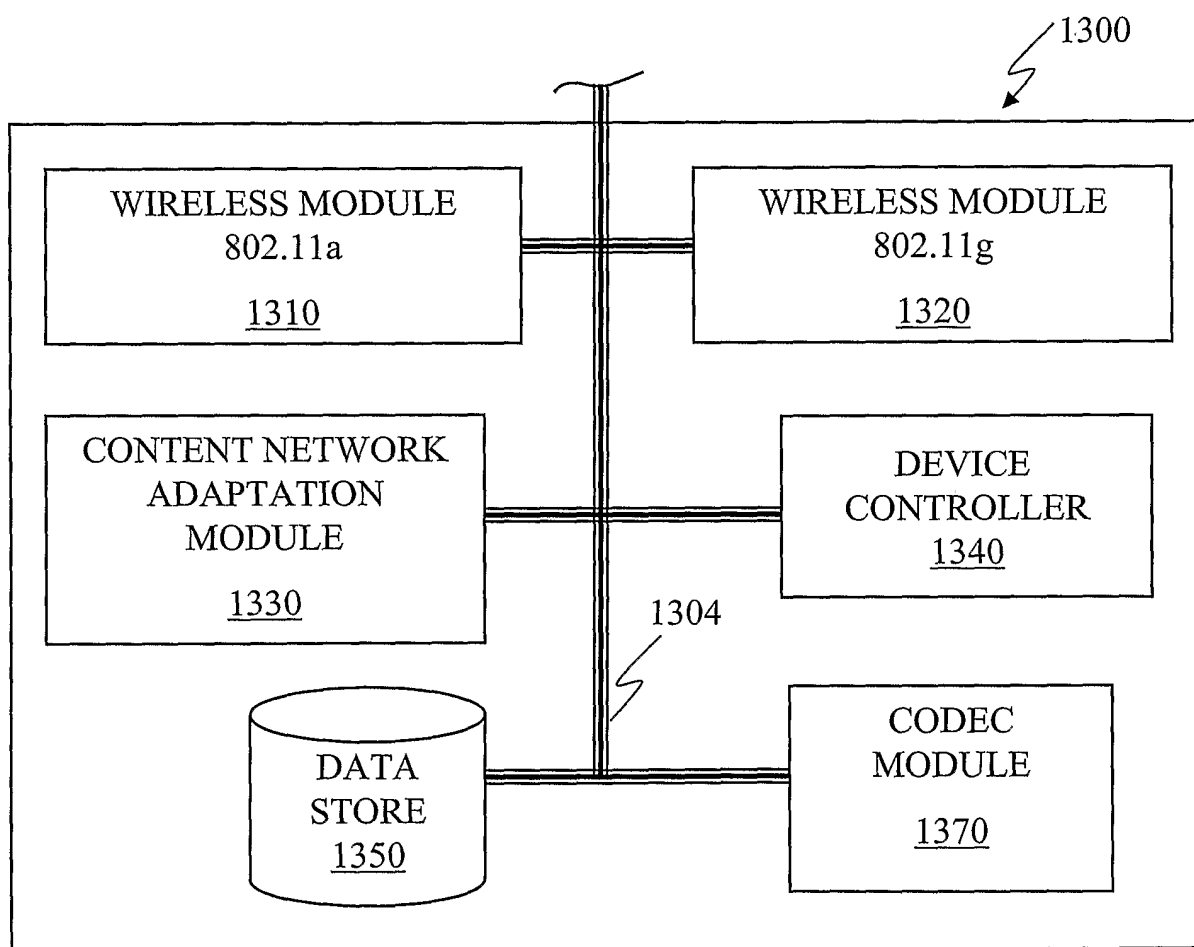 1300
WIRELESS MODULE
802.11a
1310
WIRELESS MODULE
802.11g
1320
CONTENT NETWORK
ADAPTATION
MODULE
1330
DEVICE
CONTROLLER
1340
1304
DATA
STORE
1350
CODEC
MODULE
1370